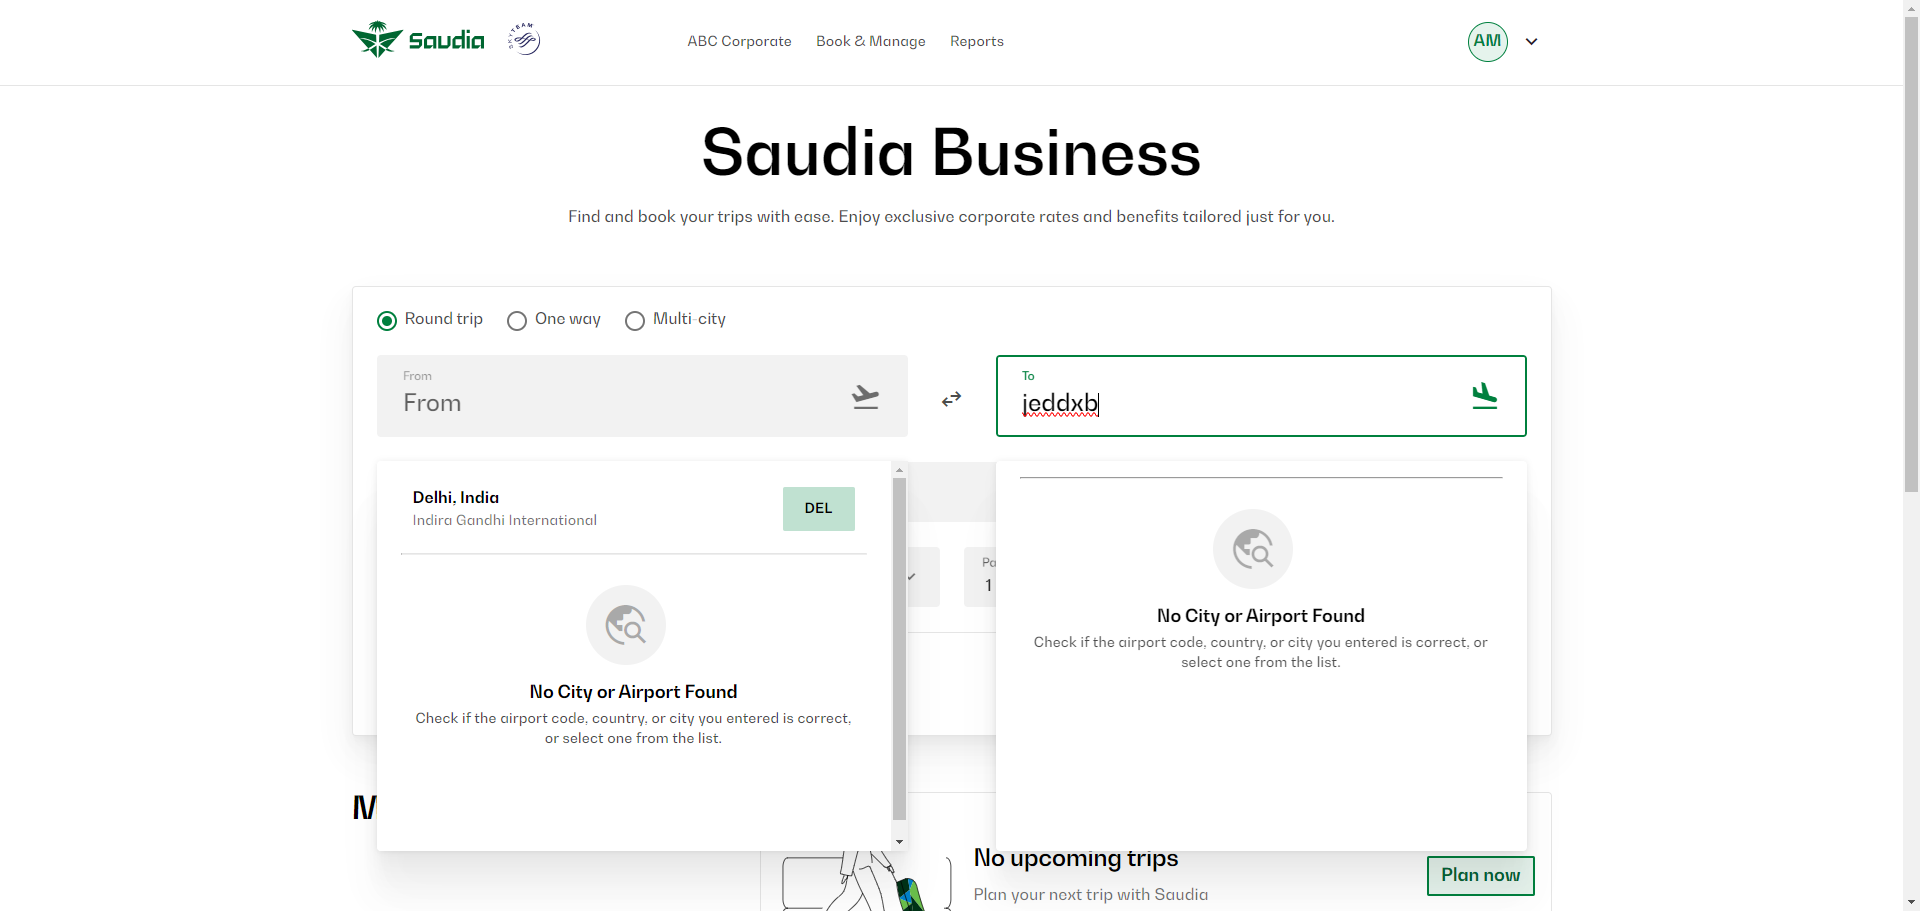 Saudia
SKYTEAM
ABC Corporate
Book & Manage
Reports
AM
Saudia Business
Find and book your trips with ease. Enjoy exclusive corporate rates and benefits tailored just for you.
Round trip
One way
Multi-city
From
From
To
jeddxb
Delhi, India
Indira Gandhi International
DEL
No City or Airport Found
Check if the airport code, country, or city you entered is correct,
or select one from the list.
Pa
1
No City or Airport Found
Check if the airport code, country, or city you entered is correct, or
select one from the list.
No upcoming trips
Plan your next trip with Saudia
Plan now